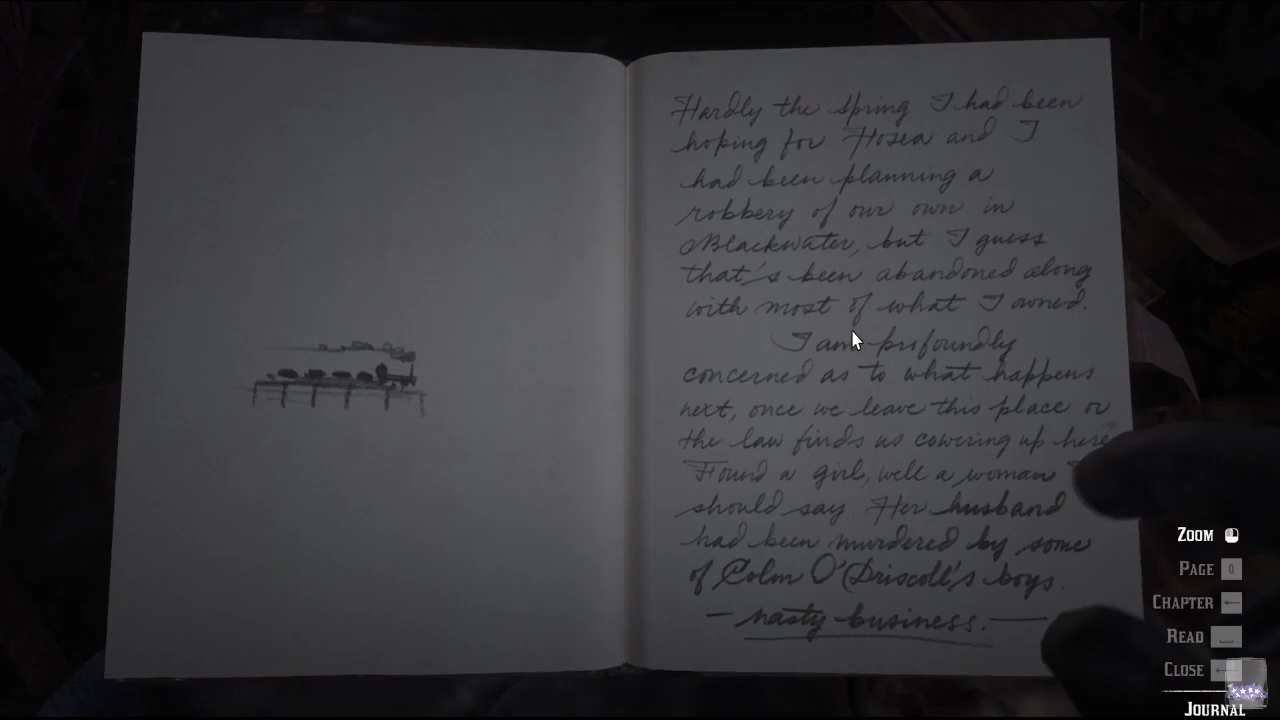 Hardly the spring I had been
hoping for Hosea and I
had been planning a
robbery of our own in
Blackwater, but I guess
that's been abandoned along
with most of what I owned.
I am profoundly
concerned as to what happens
next, once we leave this place or
the law finds us cowering up here
Found a girl, well a woman
should say. Her husband
had been murdered by some
of Colm O'Driscoll's boys.
— nasty business. —
ZOOM
PAGE Q
CHAPTER
READ
CLOSE
JOURNAL